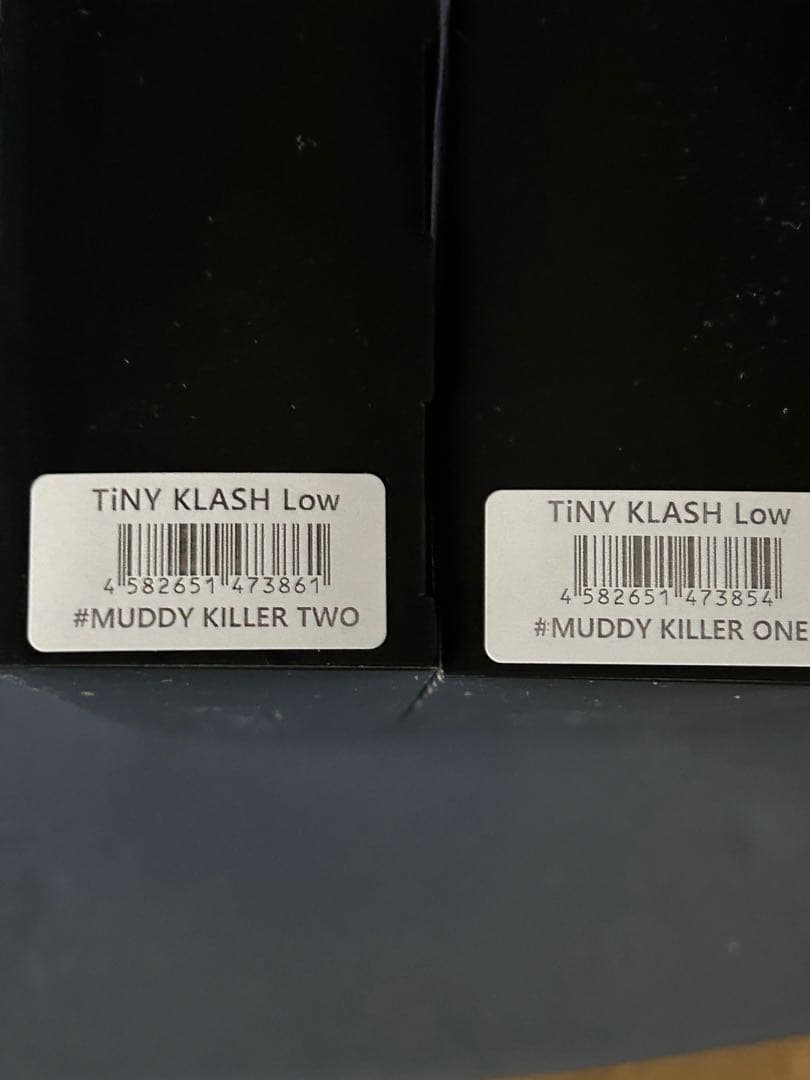 TiNY KLASH Low
4 582651 473861
#MUDDY KILLER TWO
TiNY KLASH Low
4 582651 473854
#MUDDY KILLER ONE